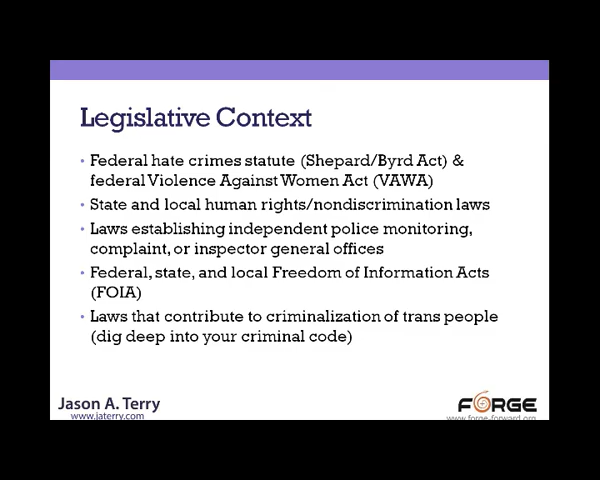 Legislative Context
• Federal hate crimes statute (Shepard/Byrd Act) &
federal Violence Against Women Act (VAWA)
• State and local human rights/nondiscrimination laws
• Laws establishing independent police monitoring,
complaint, or inspector general offices
• Federal, state, and local Freedom of Information Acts
(FOIA)
• Laws that contribute to criminalization of trans people
(dig deep into your criminal code)
Jason A. Terry
www.jaterry.com
FORGE
www.forge-forward.org